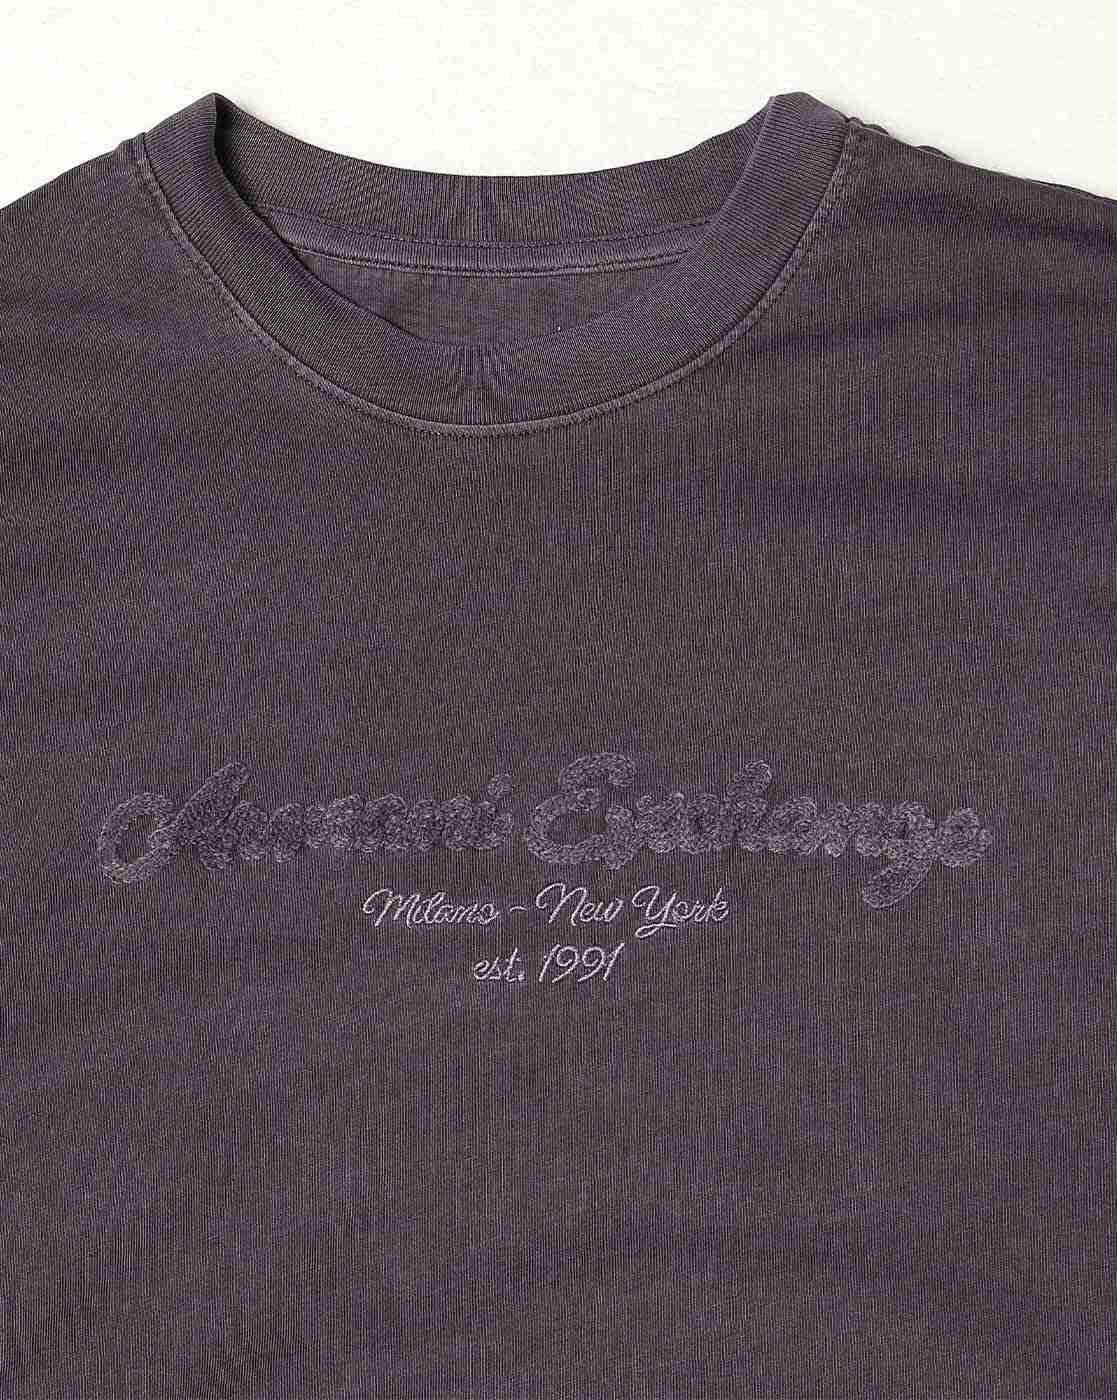 Armani Exchange
Milano - New York
est. 1991